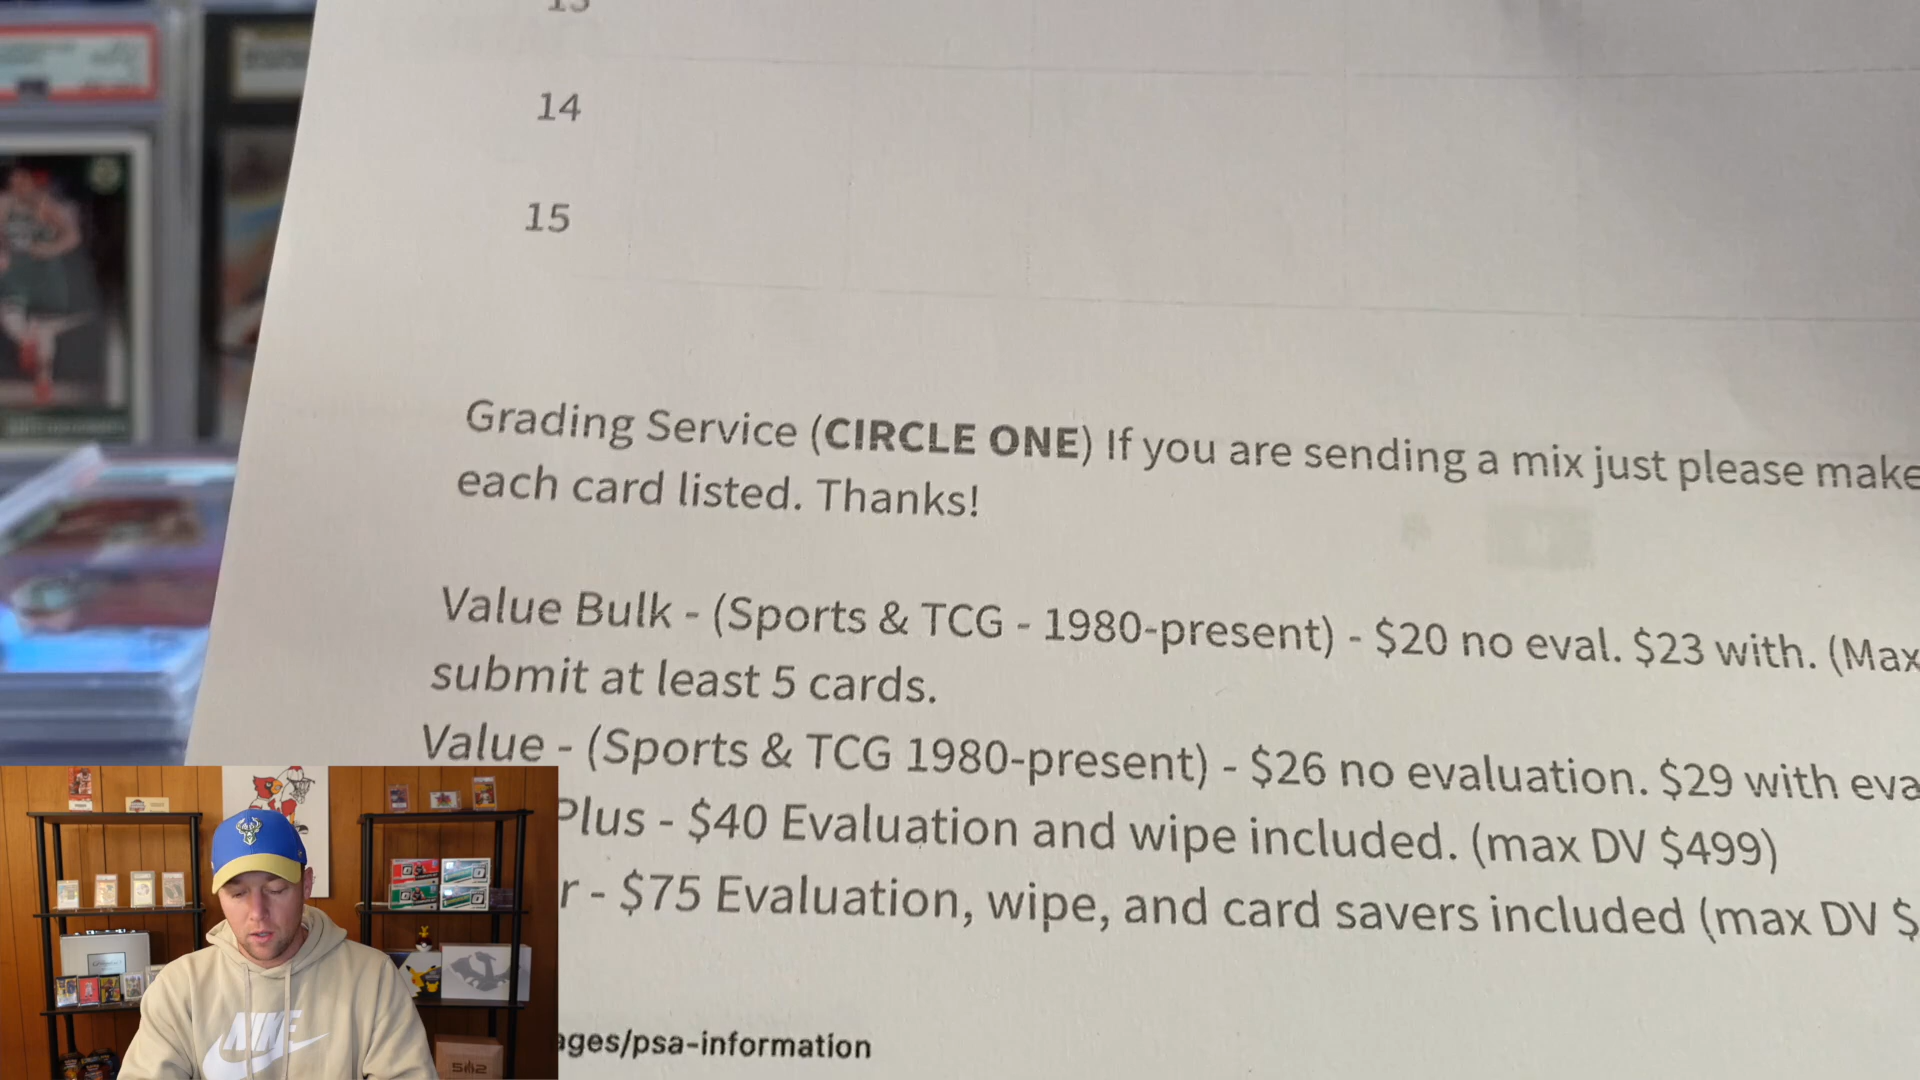 13
14
15
Grading Service (CIRCLE ONE) If you are sending a mix just please make
each card listed. Thanks!
Value Bulk - (Sports & TCG - 1980-present) - $20 no eval. $23 with. (Max
submit at least 5 cards.
Value - (Sports & TCG 1980-present) - $26 no evaluation. $29 with eva
Plus - $40 Evaluation and wipe included. (max DV $499)
r - $75 Evaluation, wipe, and card savers included (max DV $
ages/psa-information
NIKE